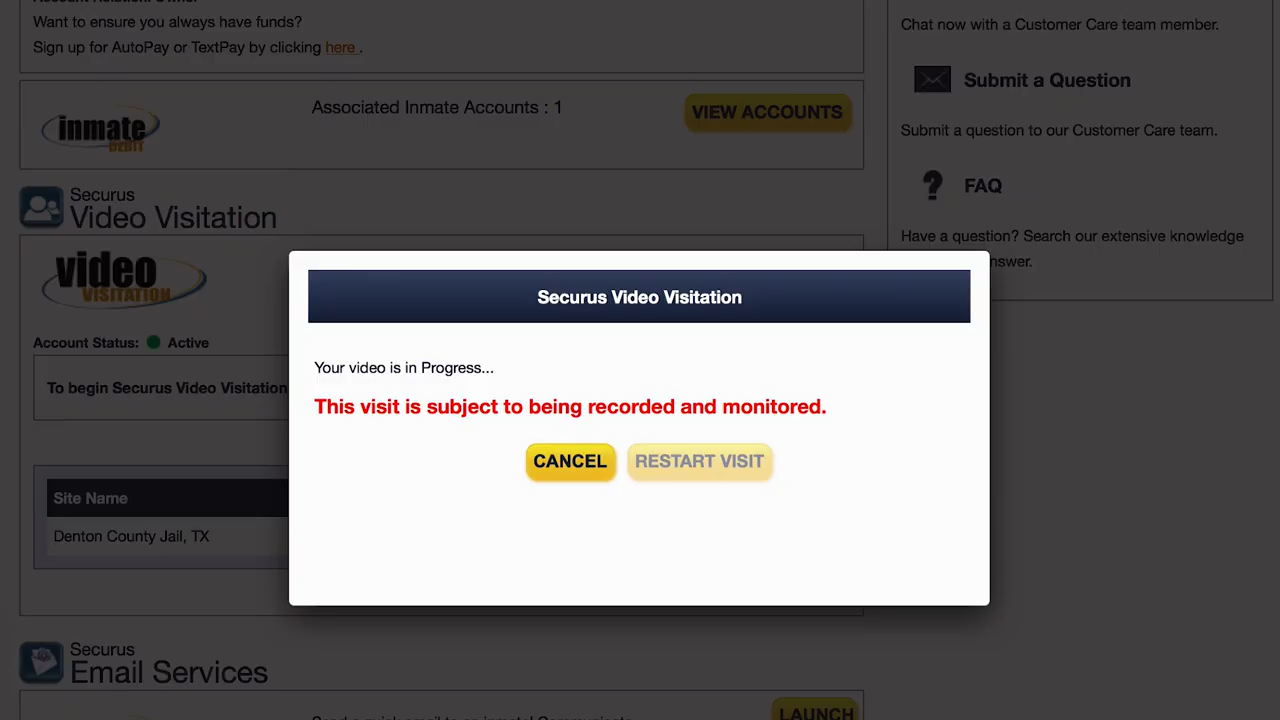 Want to ensure you always have funds?
Sign up for AutoPay or TextPay by clicking here .
inmate
DEBIT
Associated Inmate Accounts : 1
VIEW ACCOUNTS
Securus
Video Visitation
video
VISITATION
Account Status: Active
To begin Securus Video Visitation
Site Name
Denton County Jail, TX
Securus
Email Services
LAUNCH
Chat now with a Customer Care team member.
Submit a Question
Submit a question to our Customer Care team.
?
FAQ
Have a question? Search our extensive knowledge
nswer.
Securus Video Visitation
Your video is in Progress...
This visit is subject to being recorded and monitored.
CANCEL
RESTART VISIT